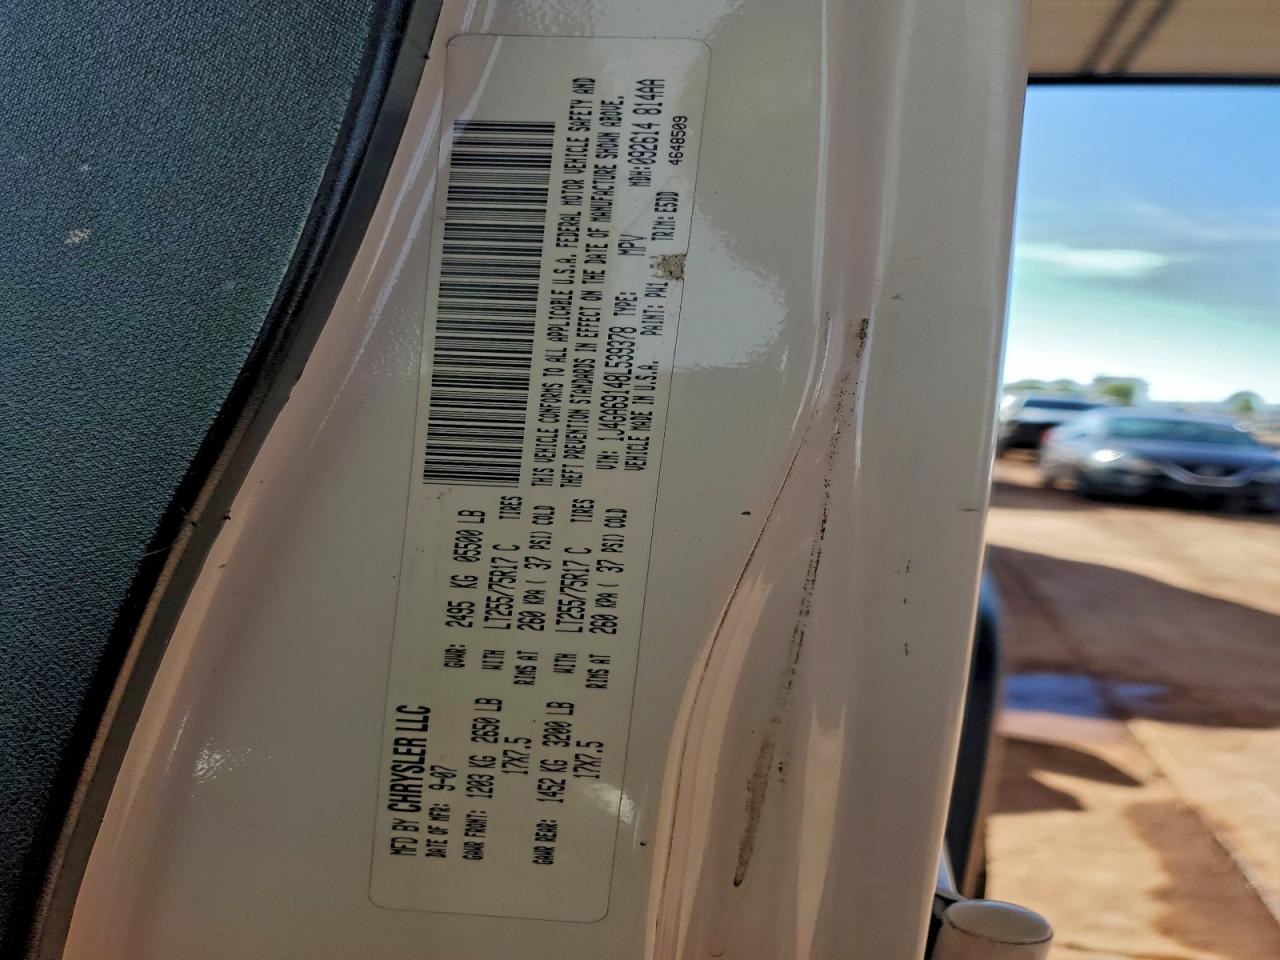 MFD BY CHRYSLER LLC
DATE OF MFR: 9-07 GVWR: 2495 KG 05500 LB
GAWR FRONT: 1203 KG 2650 LB WITH LT255/75R17 C TIRES
17X7.5 RIMS AT 260 KPA ( 37 PSI) COLD
GAWR REAR: 1452 KG 3200 LB WITH LT255/75R17 C TIRES
17X7.5 RIMS AT 260 KPA ( 37 PSI) COLD
THIS VEHICLE CONFORMS TO ALL APPLICABLE U.S.A. FEDERAL MOTOR VEHICLE SAFETY AND
THEFT PREVENTION STANDARDS IN EFFECT ON THE DATE OF MANUFACTURE SHOWN ABOVE.
VIN: 1J4GA69148L539378 TYPE: MPV MDH: 092614 814AA
VEHICLE MADE IN U.S.A. PAINT: PW1 TRIM: E5DD 4648509